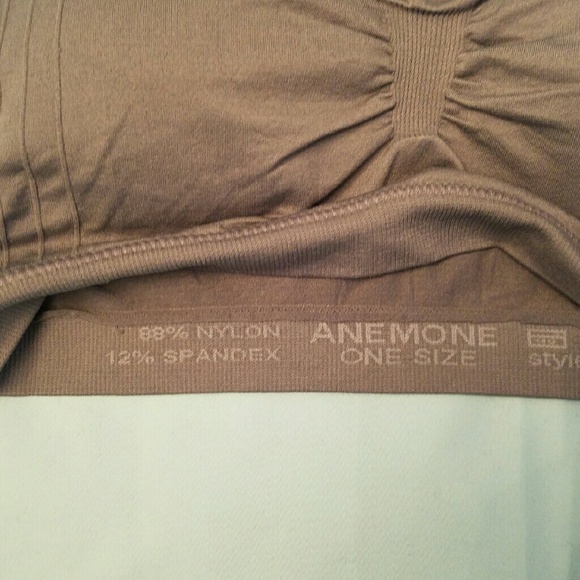 88% NYLON
12% SPANDEX
ANEMONE
ONE SIZE
style